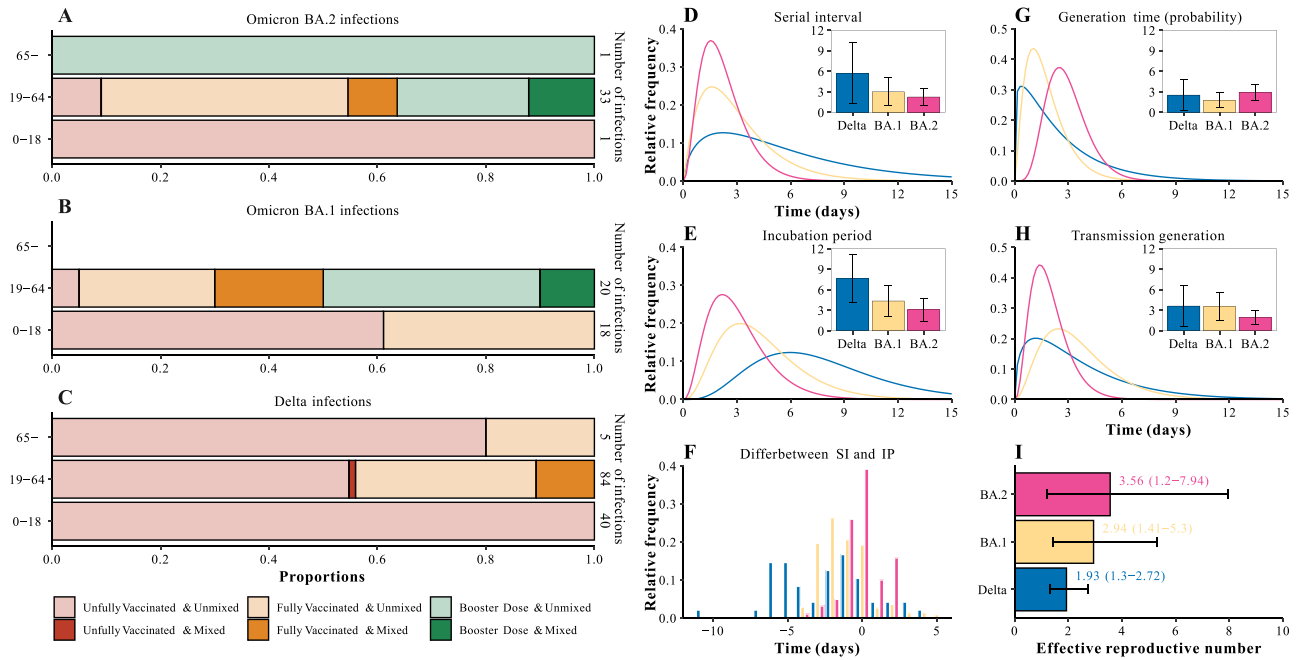 A
Omicron BA.2 infections
65−
19−64
0−18
1
33
1
Number of infections
0.0 0.2 0.4 0.6 0.8 1.0
B
Omicron BA.1 infections
65−
19−64
0−18
20
18
Number of infections
0.0 0.2 0.4 0.6 0.8 1.0
C
Delta infections
65−
19−64
0−18
5
84
40
Number of infections
0.0 0.2 0.4 0.6 0.8 1.0
Proportions
Unfully Vaccinated & Unmixed
Fully Vaccinated & Unmixed
Booster Dose & Unmixed
Unfully Vaccinated & Mixed
Fully Vaccinated & Mixed
Booster Dose & Mixed
D
Serial interval
Relative frequency
0.4
0.3
0.2
0.1
0.0
12
9
6
3
0
Delta BA.1 BA.2
0 3 6 9 12 15
Time (days)
E
Incubation period
Relative frequency
0.4
0.3
0.2
0.1
0.0
12
9
6
3
0
Delta BA.1 BA.2
0 3 6 9 12 15
F
Differbetween SI and IP
Relative frequency
0.4
0.3
0.2
0.1
0.0
−10 −5 0 5
Time (days)
G
Generation time (probability)
0.5
0.4
0.3
0.2
0.1
0.0
12
9
6
3
0
Delta BA.1 BA.2
0 3 6 9 12 15
H
Transmission generation
0.5
0.4
0.3
0.2
0.1
0.0
12
9
6
3
0
Delta BA.1 BA.2
0 3 6 9 12 15
Time (days)
I
BA.2
3.56 (1.2−7.94)
BA.1
2.94 (1.41−5.3)
Delta
1.93 (1.3−2.72)
0 2 4 6 8 10
Effective reproductive number